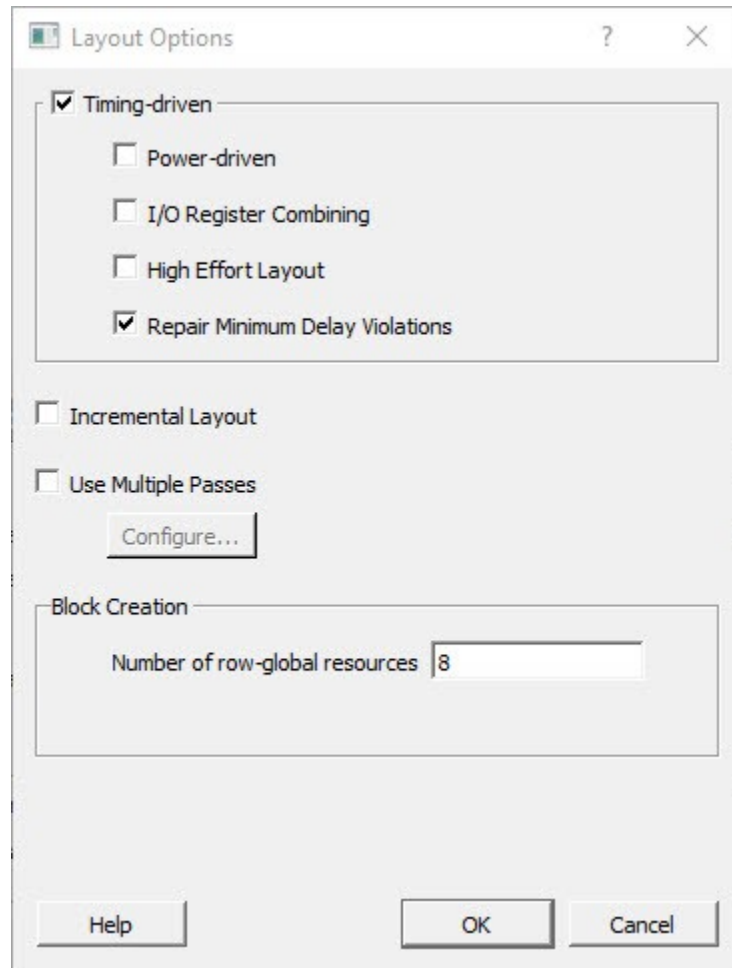 Layout Options
Timing-driven
Power-driven
I/O Register Combining
High Effort Layout
Repair Minimum Delay Violations
Incremental Layout
Use Multiple Passes
Configure...
Block Creation
Number of row-global resources 8
Help OK Cancel